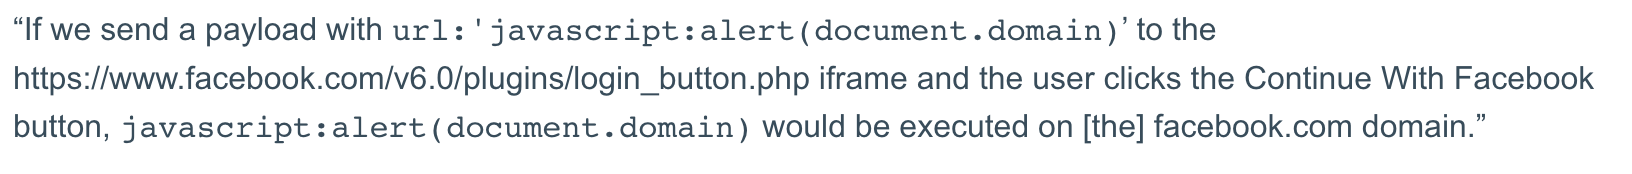 “If we send a payload with url:'javascript:alert(document.domain)’ to the
https://www.facebook.com/v6.0/plugins/login_button.php iframe and the user clicks the Continue With Facebook
button, javascript:alert(document.domain) would be executed on [the] facebook.com domain.”